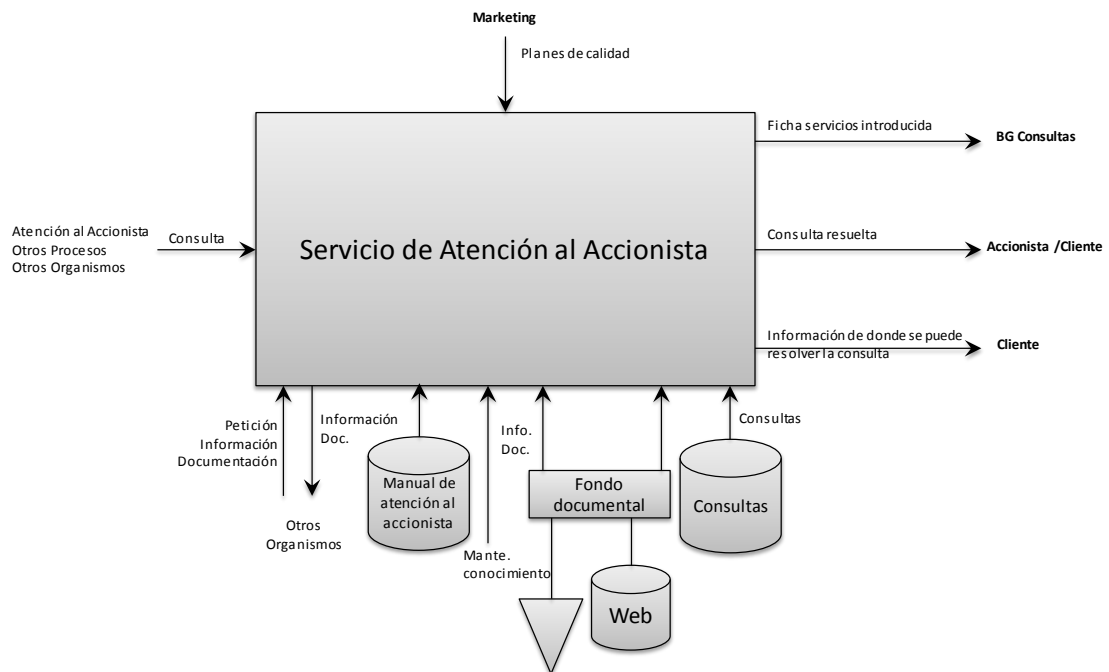 Marketing
Planes de calidad
Ficha servicios introducida
BG Consultas
Atención al Accionista
Otros Procesos
Otros Organismos
Consulta
Servicio de Atención al Accionista
Consulta resuelta
Accionista /Cliente
Información de donde se puede
resolver la consulta
Cliente
Petición
Información
Documentación
Información
Doc.
Otros
Organismos
Manual de
atención al
accionista
Mante.
conocimiento
Info.
Doc.
Fondo
documental
Web
Consultas
Consultas